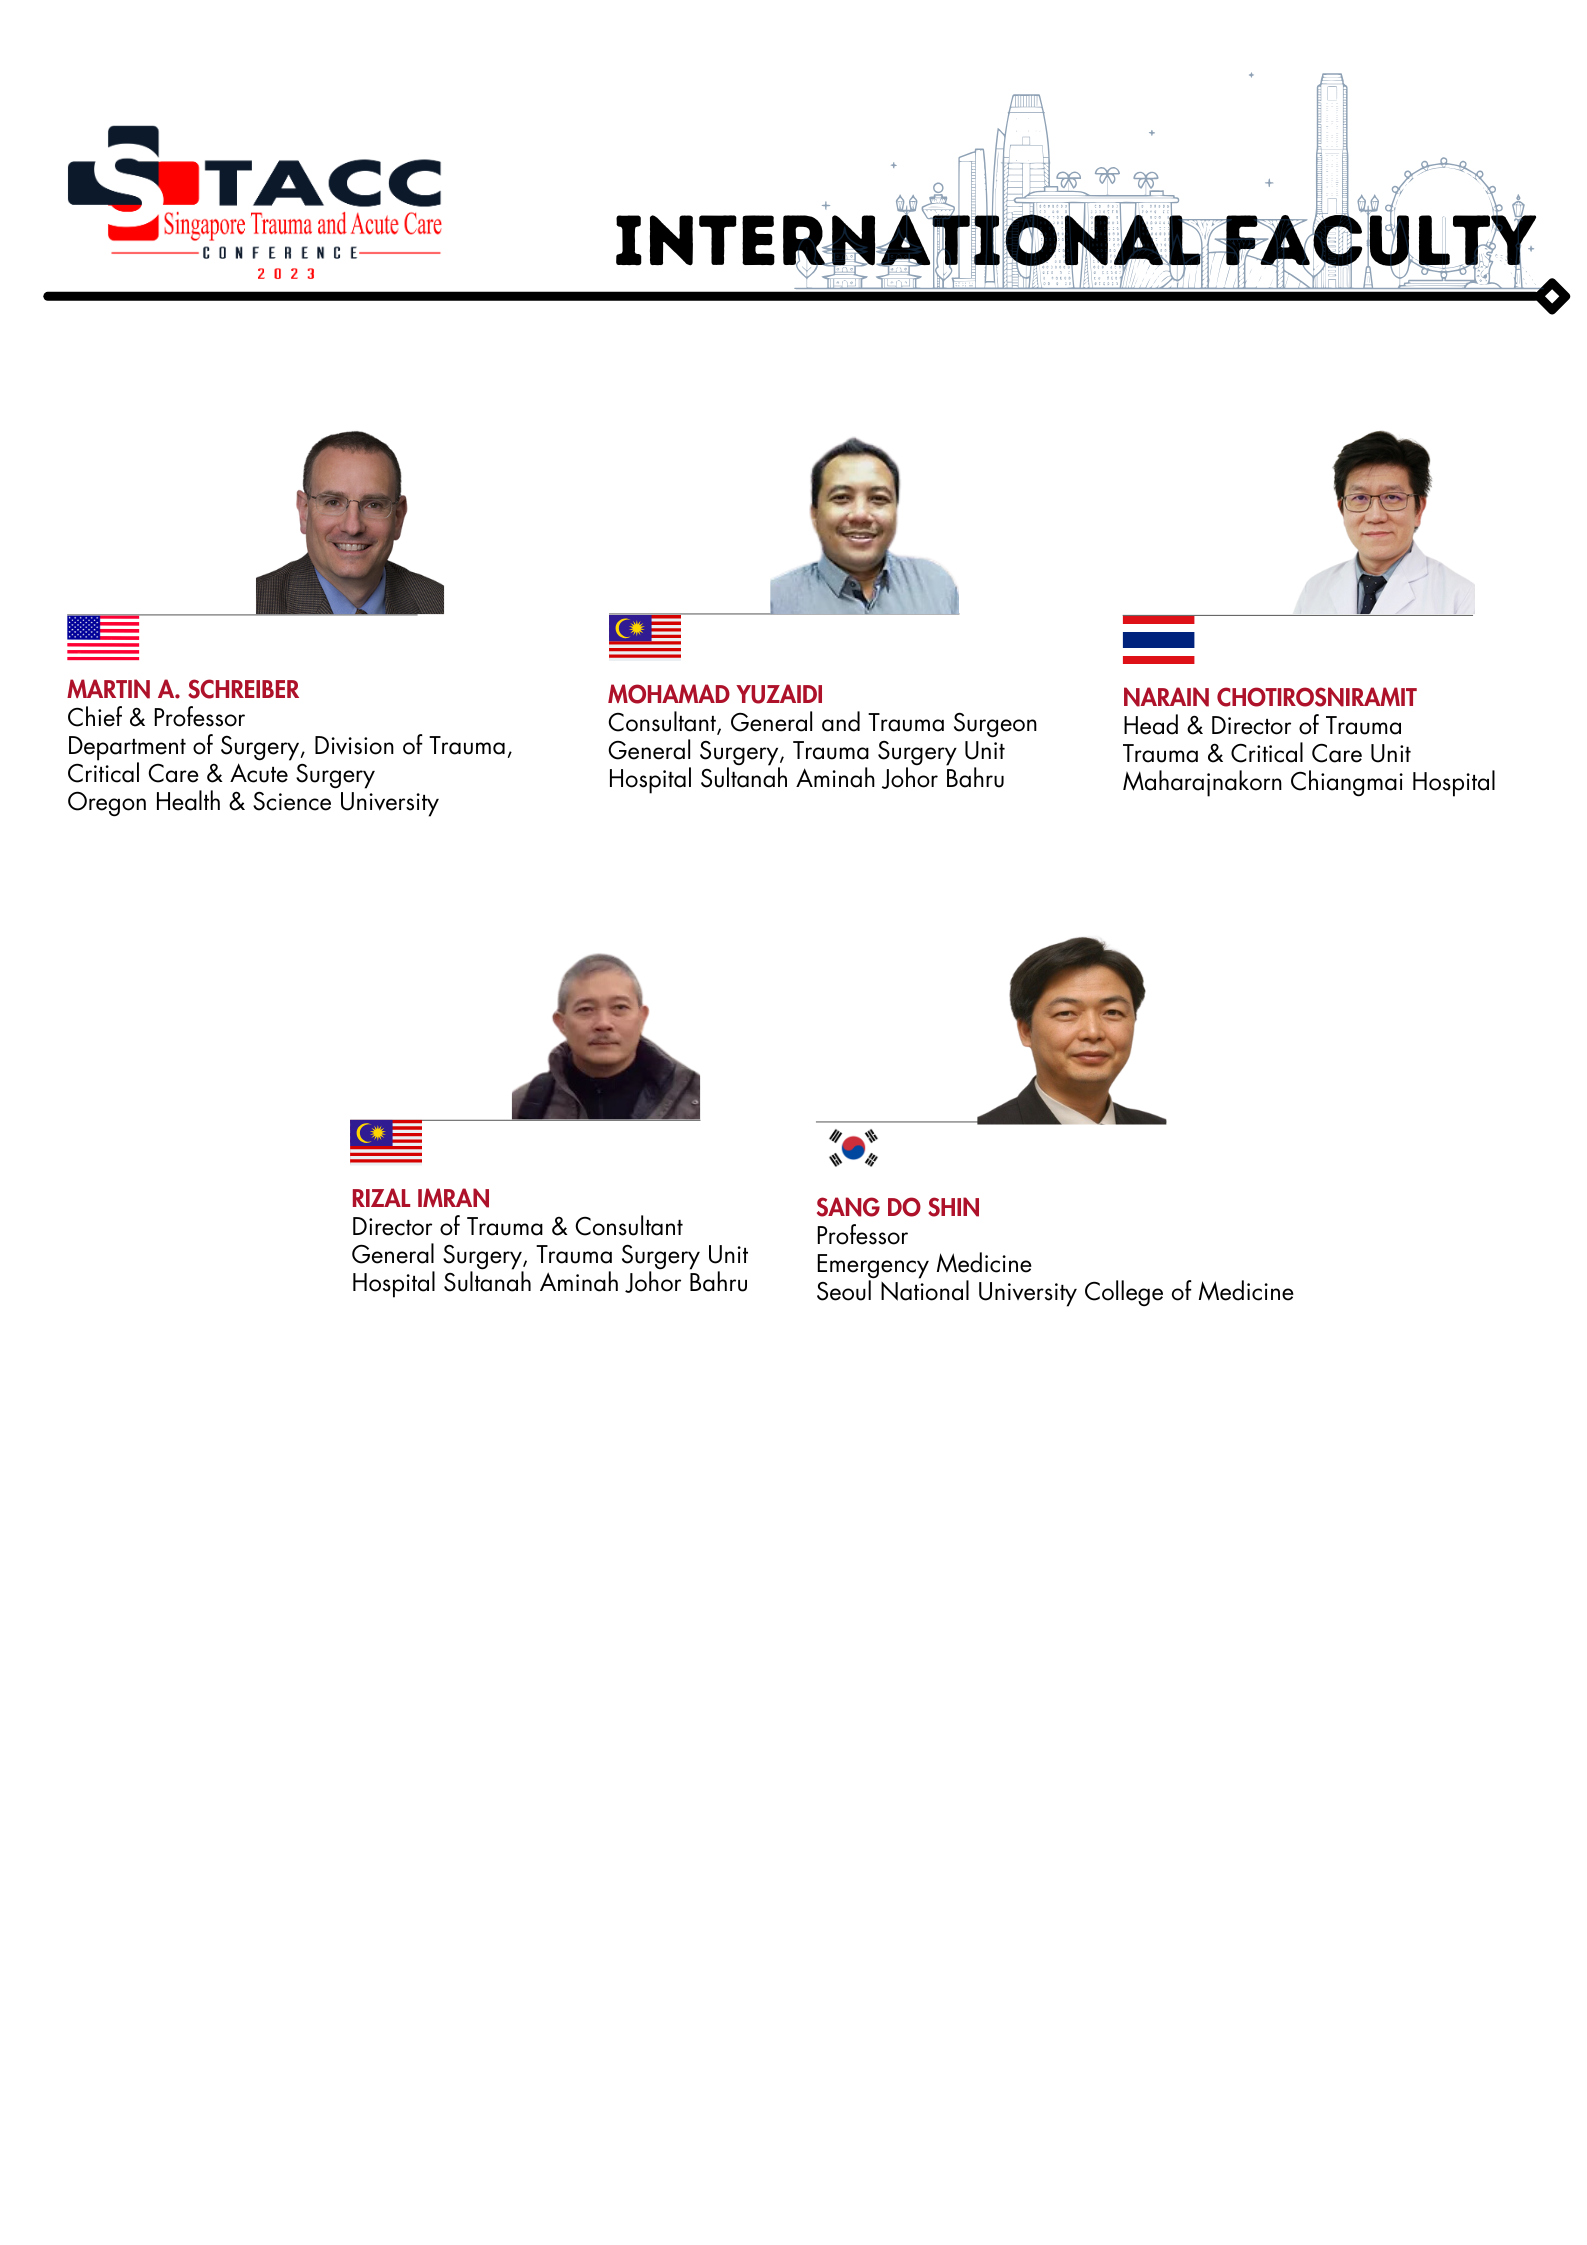 STACC
Singapore Trauma and Acute Care
CONFERENCE
2023
INTERNATIONAL FACULTY
MARTIN A. SCHREIBER
Chief & Professor
Department of Surgery, Division of Trauma,
Critical Care & Acute Surgery
Oregon Health & Science University
MOHAMAD YUZAIDI
Consultant, General and Trauma Surgeon
General Surgery, Trauma Surgery Unit
Hospital Sultanah Aminah Johor Bahru
NARAIN CHOTIROSNIRAMIT
Head & Director of Trauma
Trauma & Critical Care Unit
Maharajnakorn Chiangmai Hospital
RIZAL IMRAN
Director of Trauma & Consultant
General Surgery, Trauma Surgery Unit
Hospital Sultanah Aminah Johor Bahru
SANG DO SHIN
Professor
Emergency Medicine
Seoul National University College of Medicine